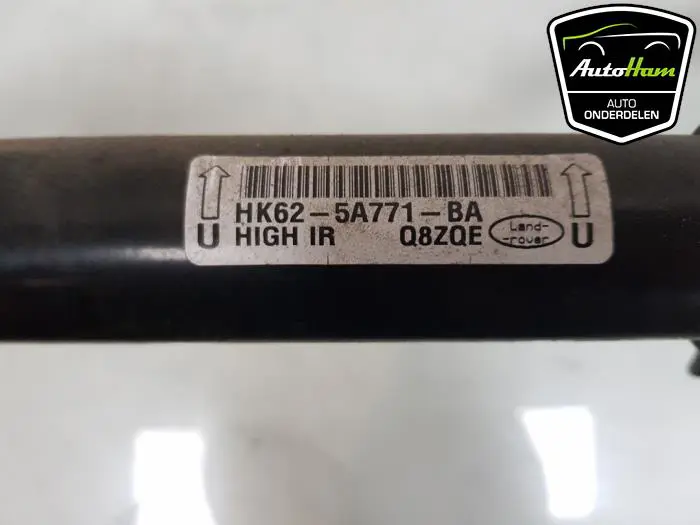 AutoHam
AUTO
ONDERDELEN
HK62-5A771-BA
U HIGH IR Q8ZQE Land-rover U